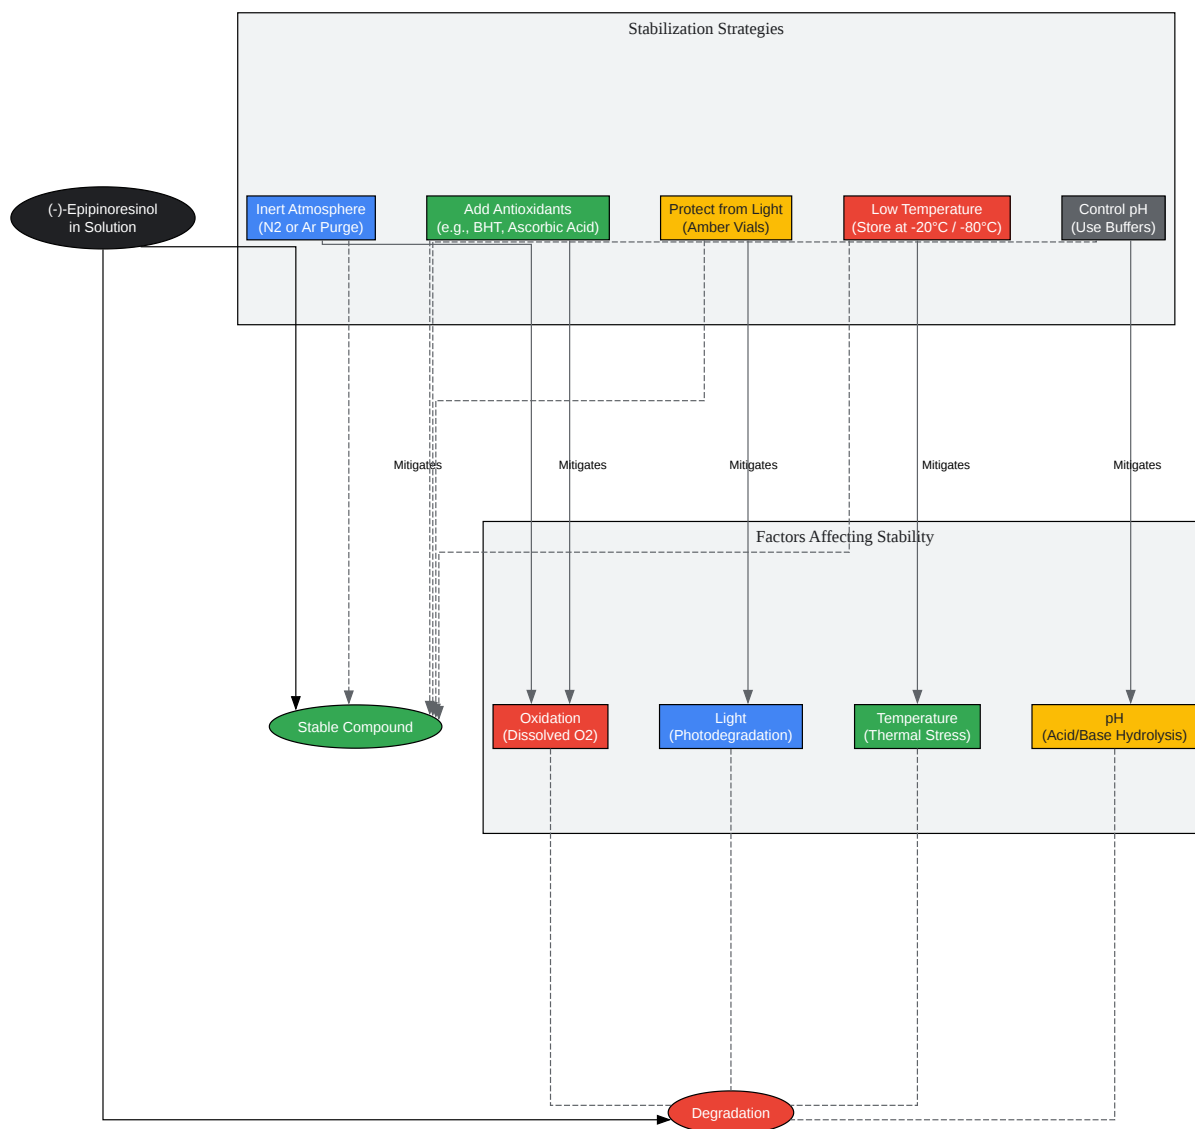 Stabilization Strategies
(-)-Epipinoresinol
in Solution
Inert Atmosphere
(N2 or Ar Purge)
Add Antioxidants
(e.g., BHT, Ascorbic Acid)
Protect from Light
(Amber Vials)
Low Temperature
(Store at -20°C / -80°C)
Control pH
(Use Buffers)
Mitigates
Mitigates
Mitigates
Mitigates
Mitigates
Factors Affecting Stability
Stable Compound
Oxidation
(Dissolved O2)
Light
(Photodegradation)
Temperature
(Thermal Stress)
pH
(Acid/Base Hydrolysis)
Degradation